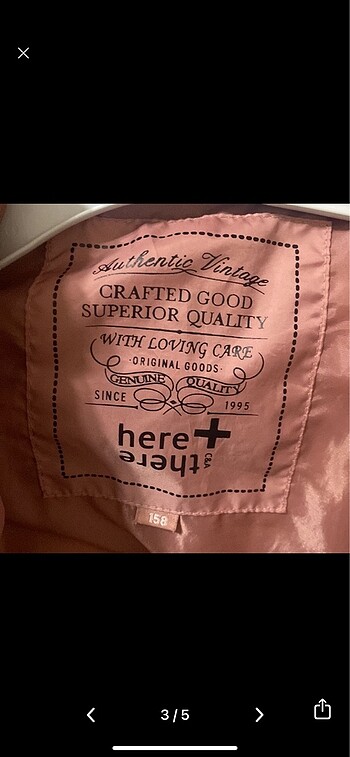 Authentic Vintage
CRAFTED GOOD
SUPERIOR QUALITY
WITH LOVING CARE
·ORIGINAL GOODS·
GENUINE QUALITY
SINCE 1995
here+
there C&A
158
3/5